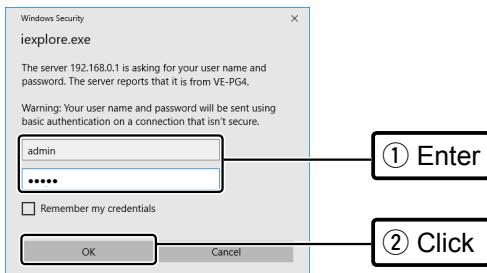 Windows Security
iexplore.exe
The server 192.168.0.1 is asking for your user name and
password. The server reports that it is from VE-PG4.
Warning: Your user name and password will be sent using
basic authentication on a connection that isn't secure.
admin
•••••
① Enter
Remember my credentials
OK
Cancel
② Click